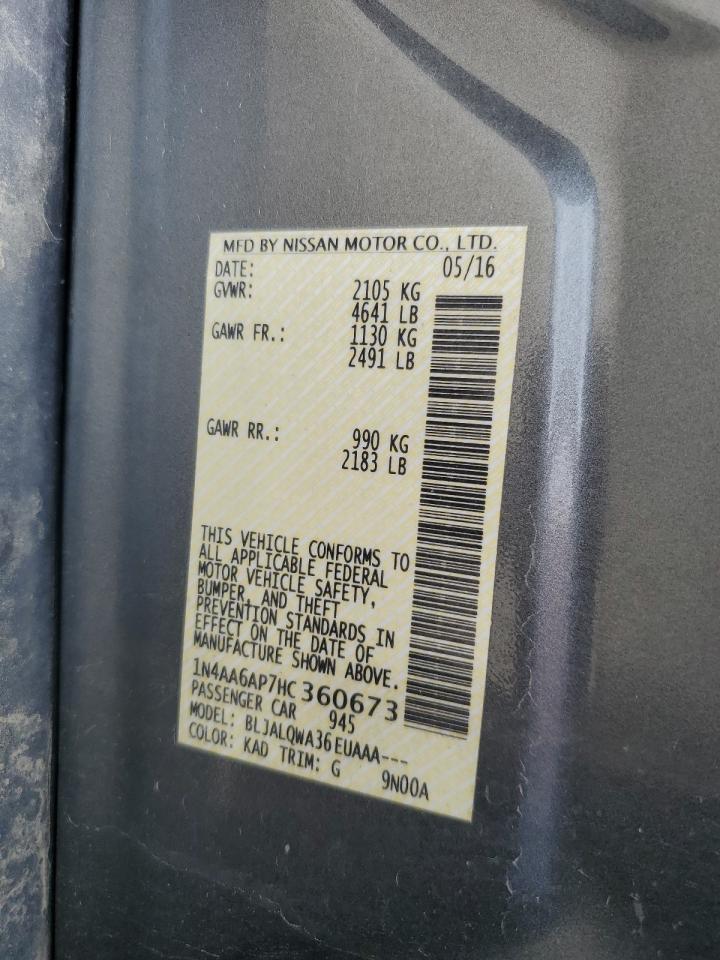 MFD BY NISSAN MOTOR CO., LTD.
DATE: 05/16
GVWR: 2105 KG
4641 LB
GAWR FR.: 1130 KG
2491 LB
GAWR RR.: 990 KG
2183 LB
THIS VEHICLE CONFORMS TO
ALL APPLICABLE FEDERAL
MOTOR VEHICLE SAFETY,
BUMPER, AND THEFT
PREVENTION STANDARDS IN
EFFECT ON THE DATE OF
MANUFACTURE SHOWN ABOVE.
1N4AA6AP7HC360673
PASSENGER CAR 945
MODEL: BLJALQWA36EUAAA---
COLOR: KAD TRIM: G 9N00A